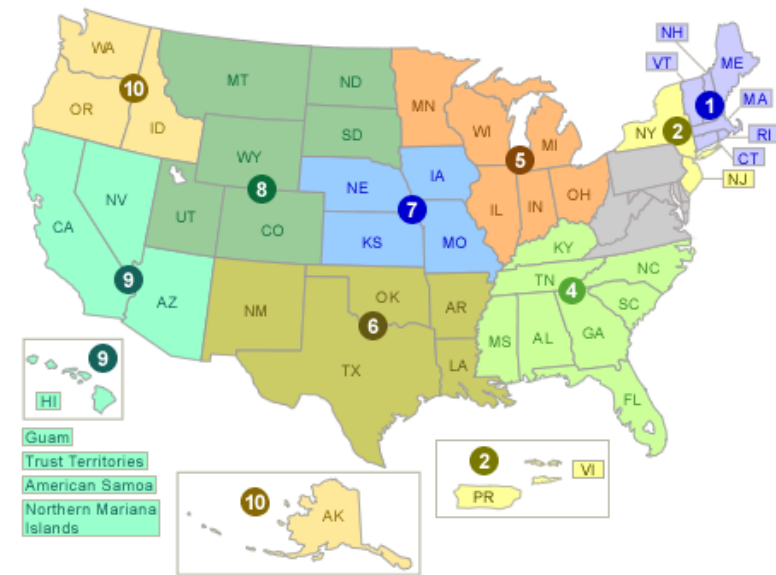 NH
WA
VT
ME
10
MT
ND
MN
OR
ID
MA
1
WI
MI
NY
2
RI
SD
CT
WY
5
NJ
IA
NE
8
OH
NV
IL
IN
7
UT
CO
CA
KS
MO
KY
NC
TN
9
4
AZ
OK
SC
NM
AR
6
GA
MS
AL
9
LA
TX
HI
FL
Guam
Trust Territories
2
VI
American Samoa
PR
10
Northern Mariana
Islands
AK